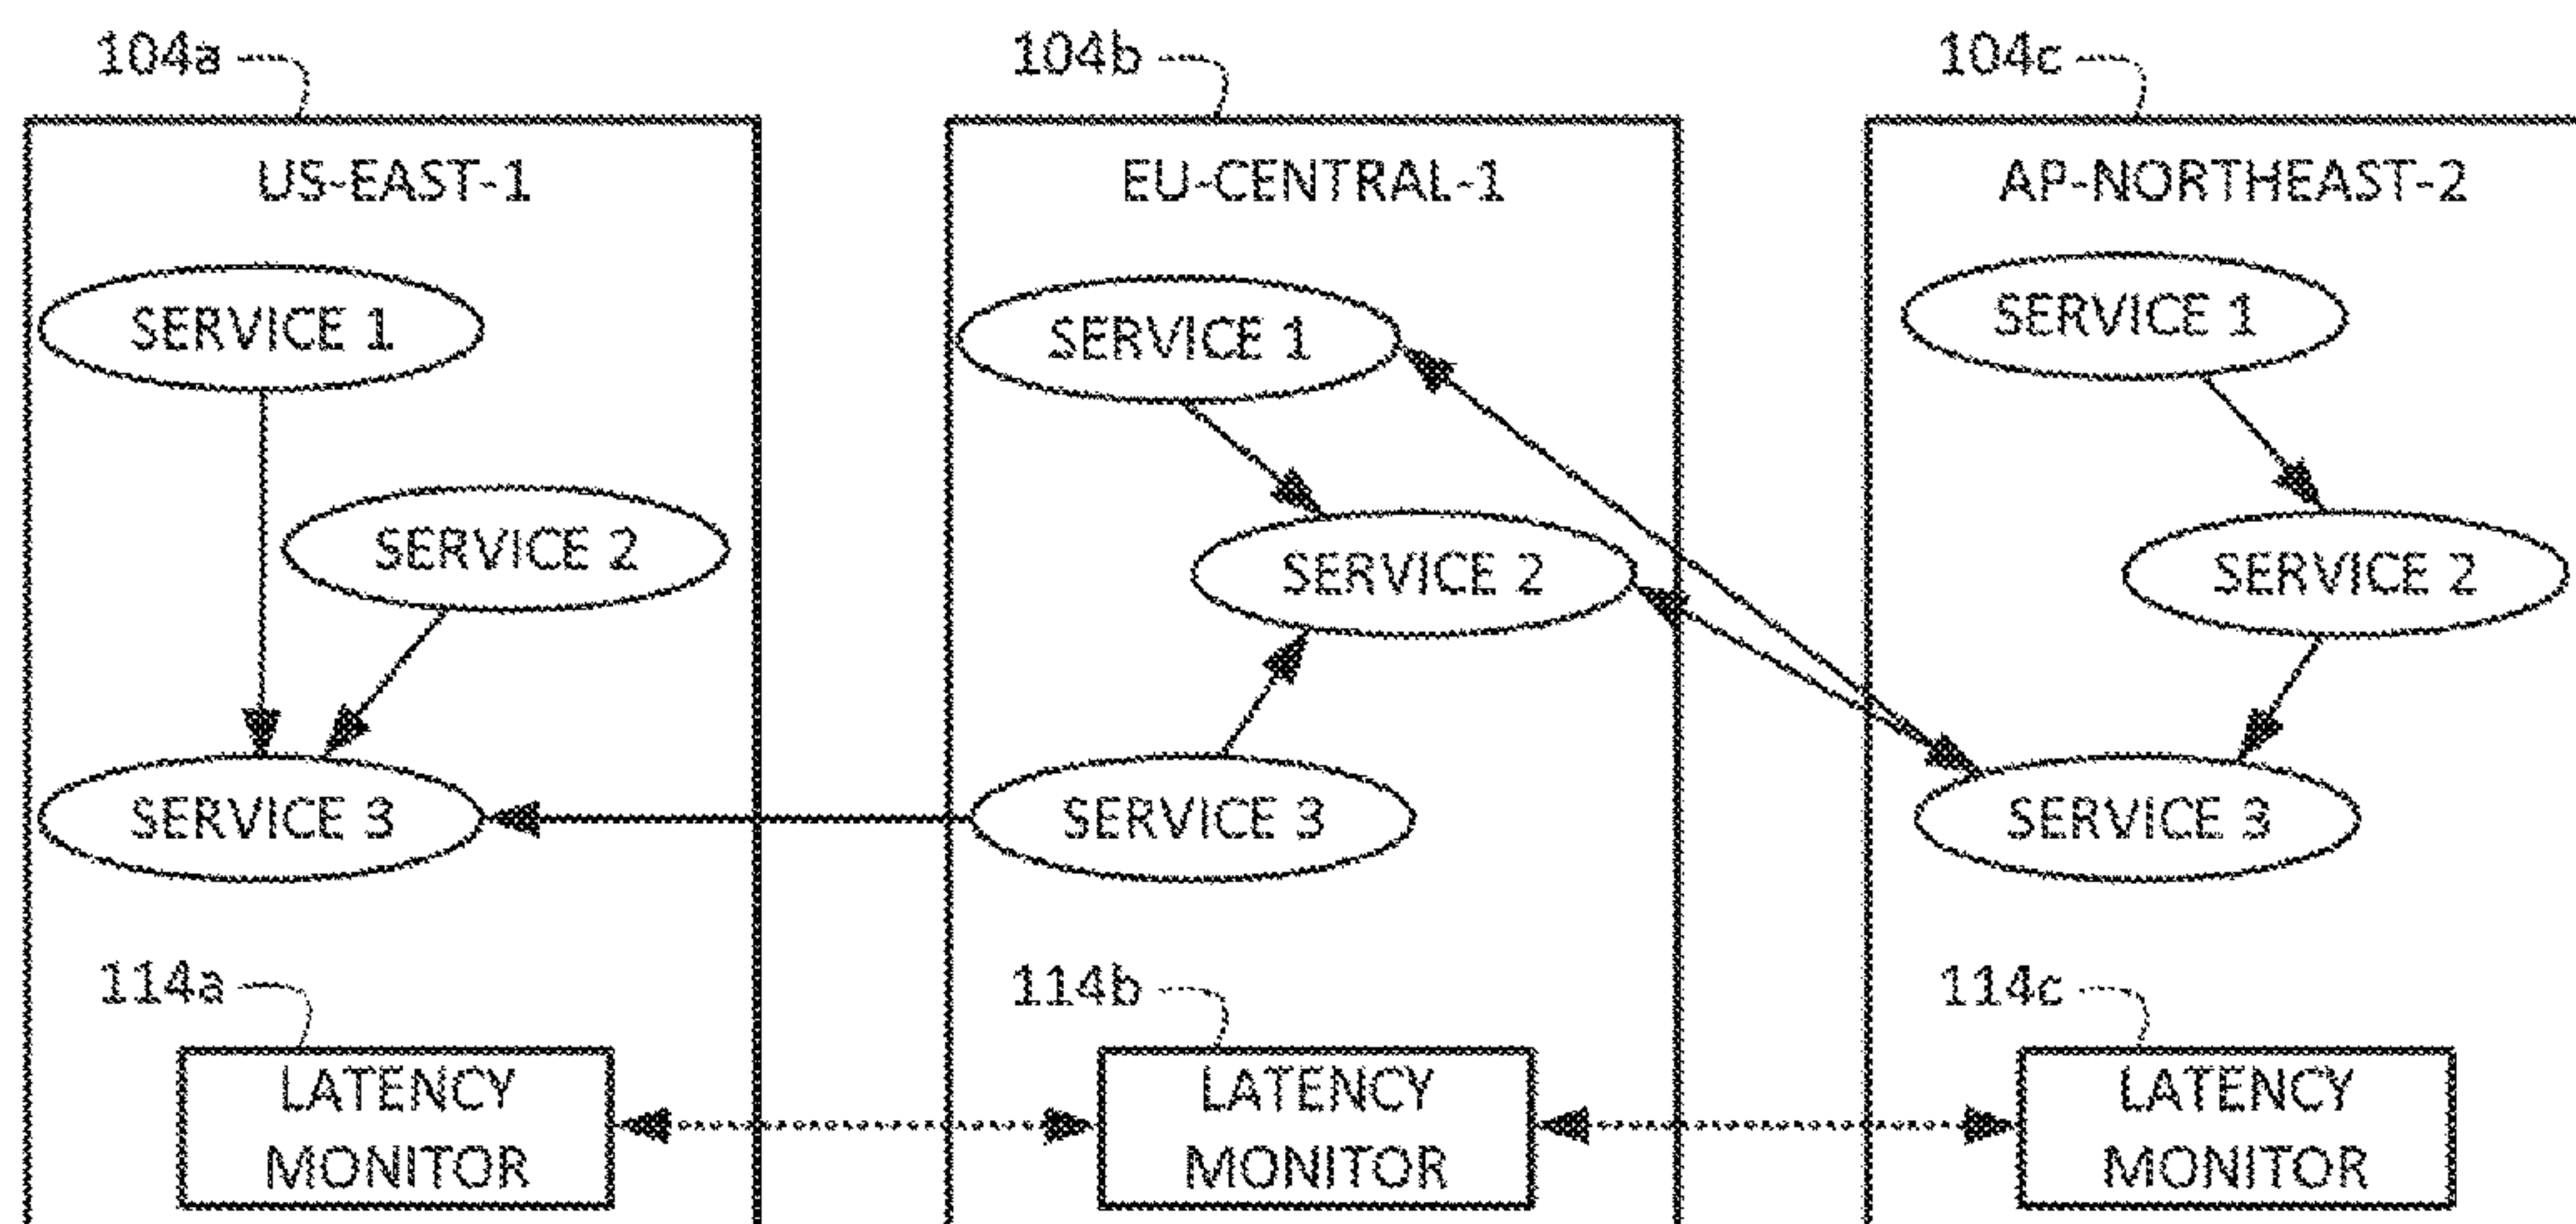 104a
104b
104c
US-EAST-1
EU-CENTRAL-1
AP-NORTHEAST-2
SERVICE 1
SERVICE 1
SERVICE 1
SERVICE 2
SERVICE 2
SERVICE 2
SERVICE 3
SERVICE 3
SERVICE 3
114a
114b
114c
LATENCY
MONITOR
LATENCY
MONITOR
LATENCY
MONITOR